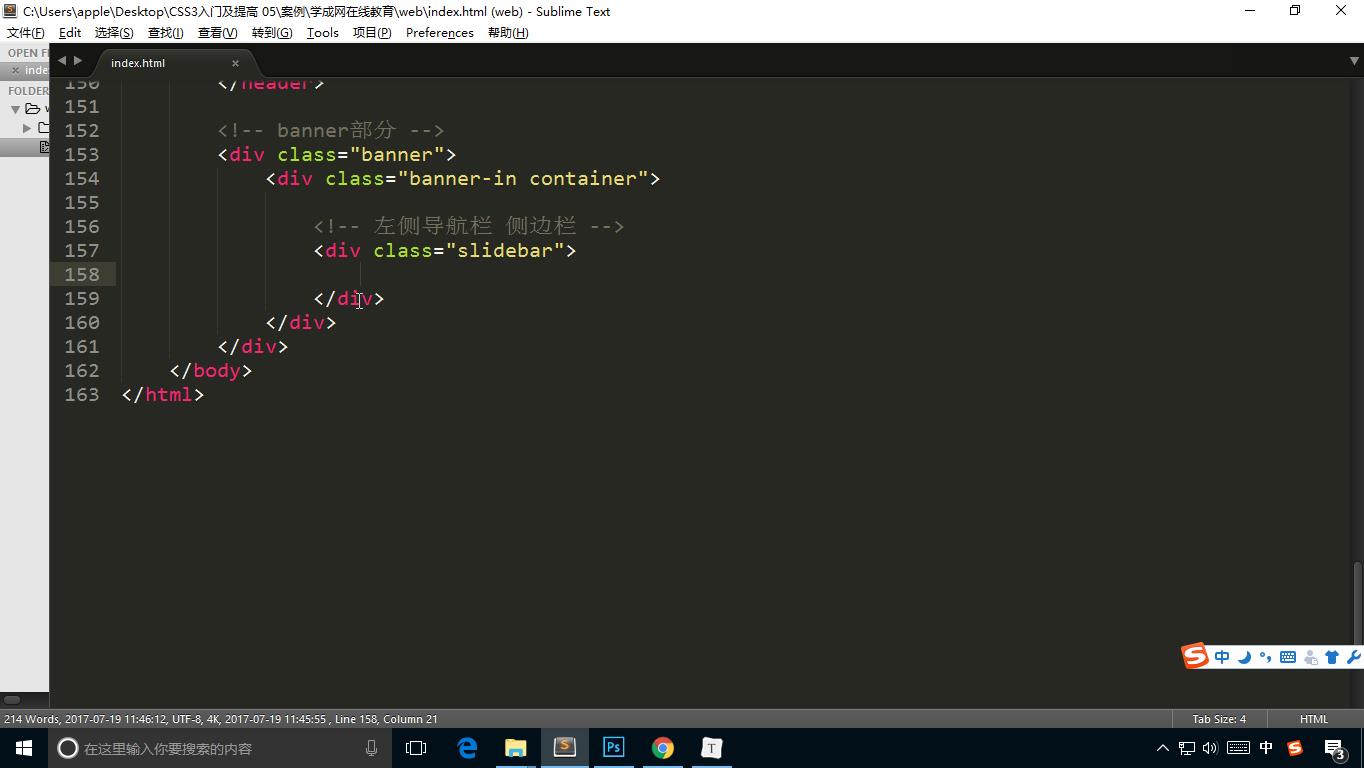 C:\Users\apple\Desktop\CSS3入门及提高 05\案例\学成网在线教育\web\index.html (web) - Sublime Text
文件(F) Edit 选择(S) 查找(I) 查看(V) 转到(G) Tools 项目(P) Preferences 帮助(H)
OPEN FI
× inde
FOLDER
index.html ×
150 </header>
151
152 <!-- banner部分 -->
153 <div class="banner">
154 <div class="banner-in container">
155
156 <!-- 左侧导航栏 侧边栏 -->
157 <div class="slidebar">
158
159 </div>
160 </div>
161 </div>
162 </body>
163 </html>
S 中
214 Words, 2017-07-19 11:46:12, UTF-8, 4K, 2017-07-19 11:45:55 , Line 158, Column 21 Tab Size: 4 HTML
在这里输入你要搜索的内容 Ps T 中 S 3